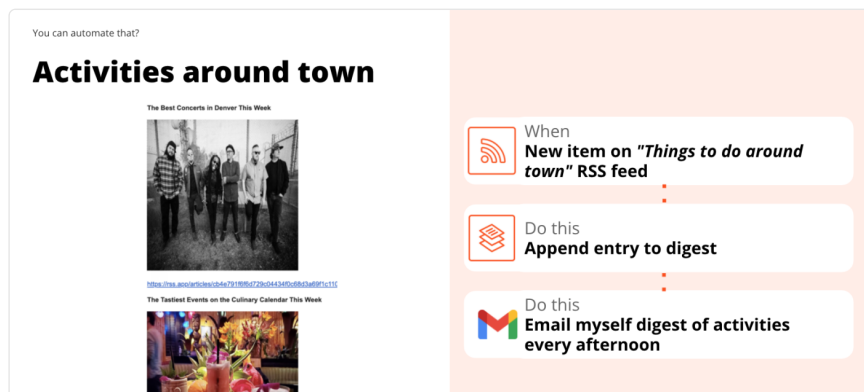 You can automate that?
Activities around town
The Best Concerts in Denver This Week
The Tastiest Events on the Culinary Calendar This Week
When
New item on "Things to do around
town" RSS feed
Do this
Append entry to digest
Do this
Email myself digest of activities
every afternoon